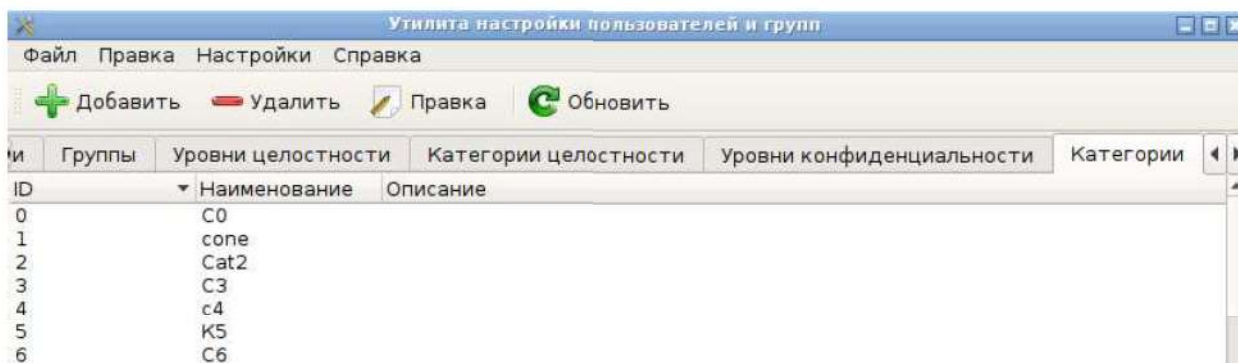 Утилита настройки пользователей и групп
Файл Правка Настройки Справка
Добавить Удалить Правка Обновить
и Группы Уровни целостности Категории целостности Уровни конфиденциальности Категории
ID Наименование Описание
0 C0
1 cone
2 Cat2
3 C3
4 c4
5 K5
6 C6